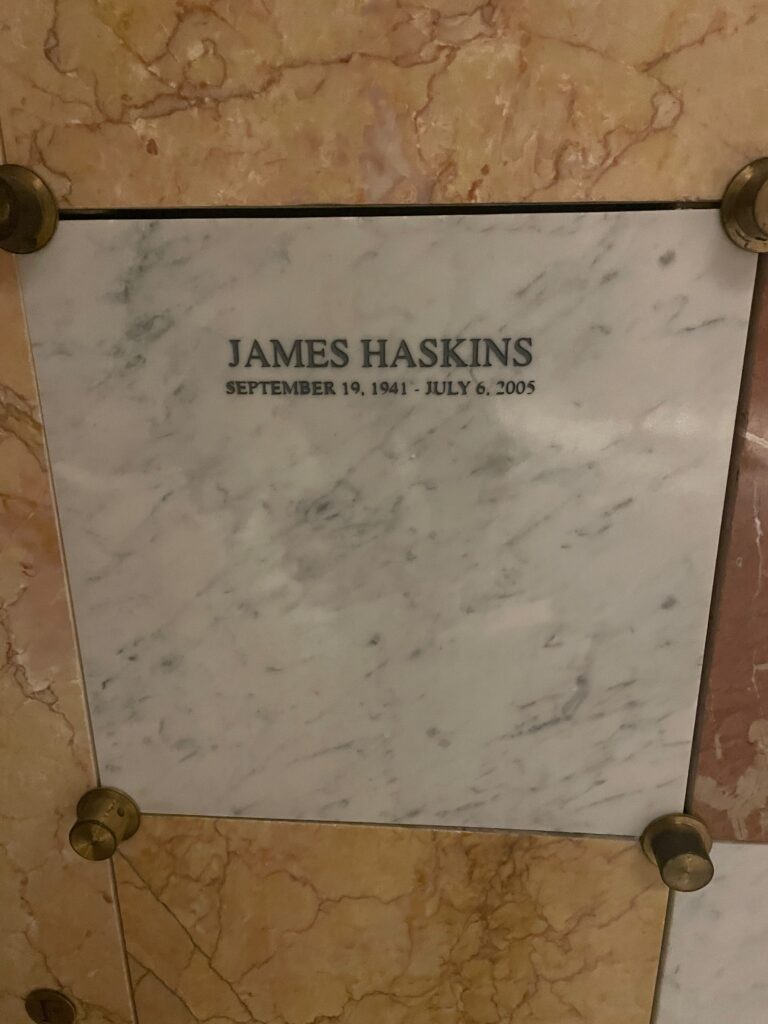 JAMES HASKINS
SEPTEMBER 19, 1941 - JULY 6, 2005